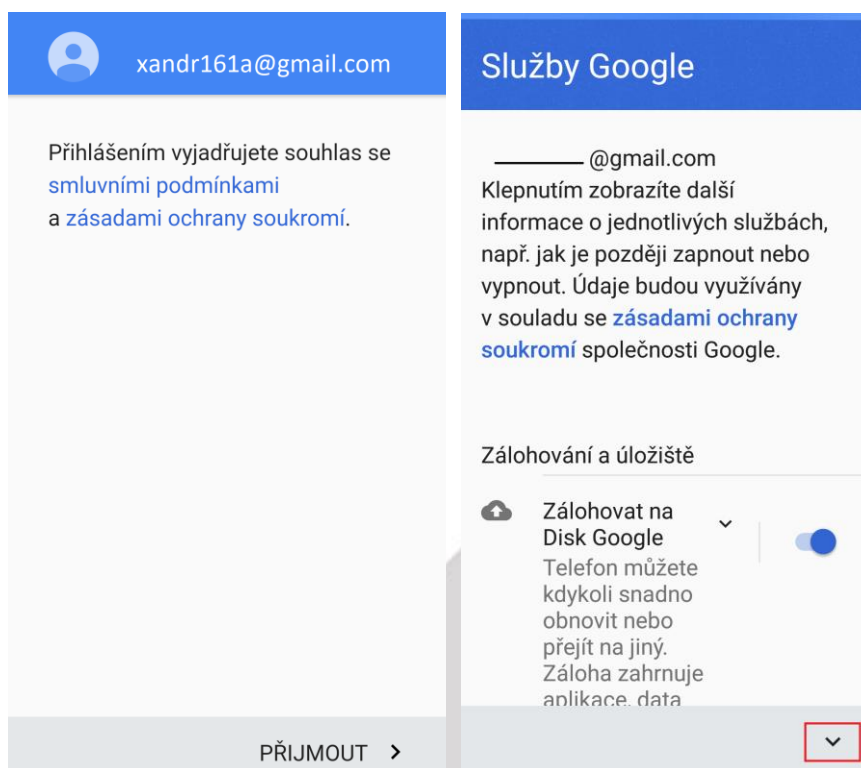 xandr161a@gmail.com
Přihlášením vyjadřujete souhlas se
smluvními podmínkami
a zásadami ochrany soukromí.
PŘIJMOUT
Služby Google
@gmail.com
Klepnutím zobrazíte další
informace o jednotlivých službách,
např. jak je později zapnout nebo
vypnout. Údaje budou využívány
v souladu se zásadami ochrany
soukromí společnosti Google.
Zálohování a úložiště
Zálohovat na
Disk Google
Telefon můžete
kdykoli snadno
obnovit nebo
přejít na jiný.
Záloha zahrnuje
aplikace, data